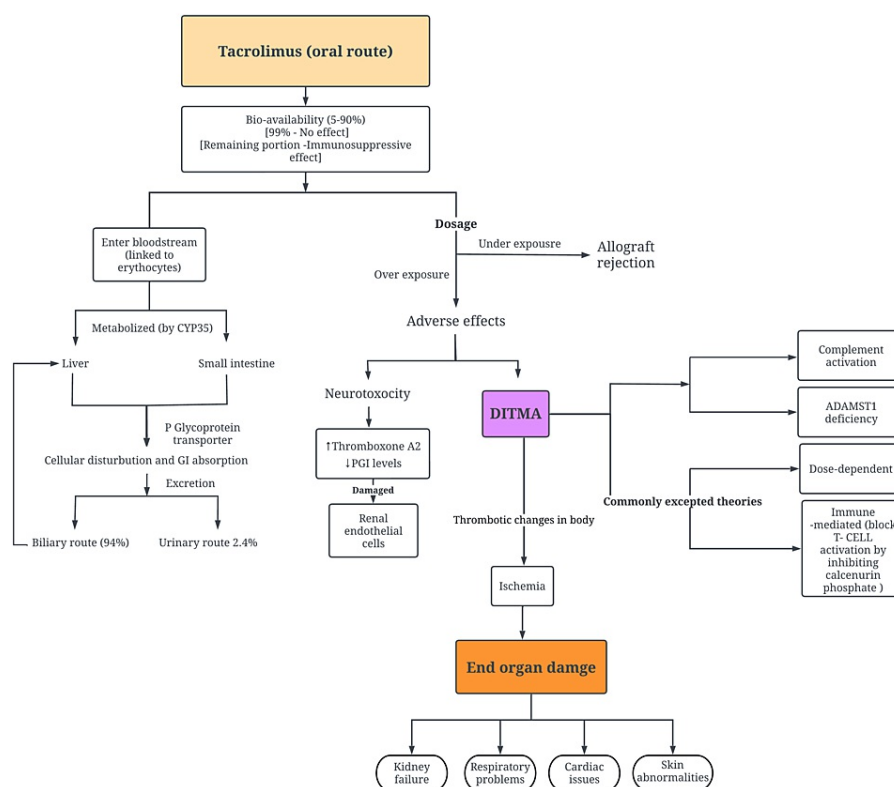 Tacrolimus (oral route)
Bio-availability (5-90%)
[99% - No effect]
[Remaining portion -Immunosuppressive
effect]
Enter bloodstream
(linked to
erythocytes)
Metabolized (by CYP35)
Liver
Small intestine
P Glycoprotein
transporter
Cellular disturbution and GI absorption
Excretion
Biliary route (94%)
Urinary route 2.4%
Dosage
Under expousre
Allograft
rejection
Over exposure
Adverse effects
Neurotoxocity
↑Thromboxone A2
↓PGI levels
Damaged
Renal
endothelial
cells
DITMA
Complement
activation
ADAMST1
deficiency
Commonly excepted theories
Dose-dependent
Immune
-mediated (block
T- CELL
activation by
inhibiting
calcenurin
phosphate )
Thrombotic changes in body
Ischemia
End organ damge
Kidney
failure
Respiratory
problems
Cardiac
issues
Skin
abnormalities